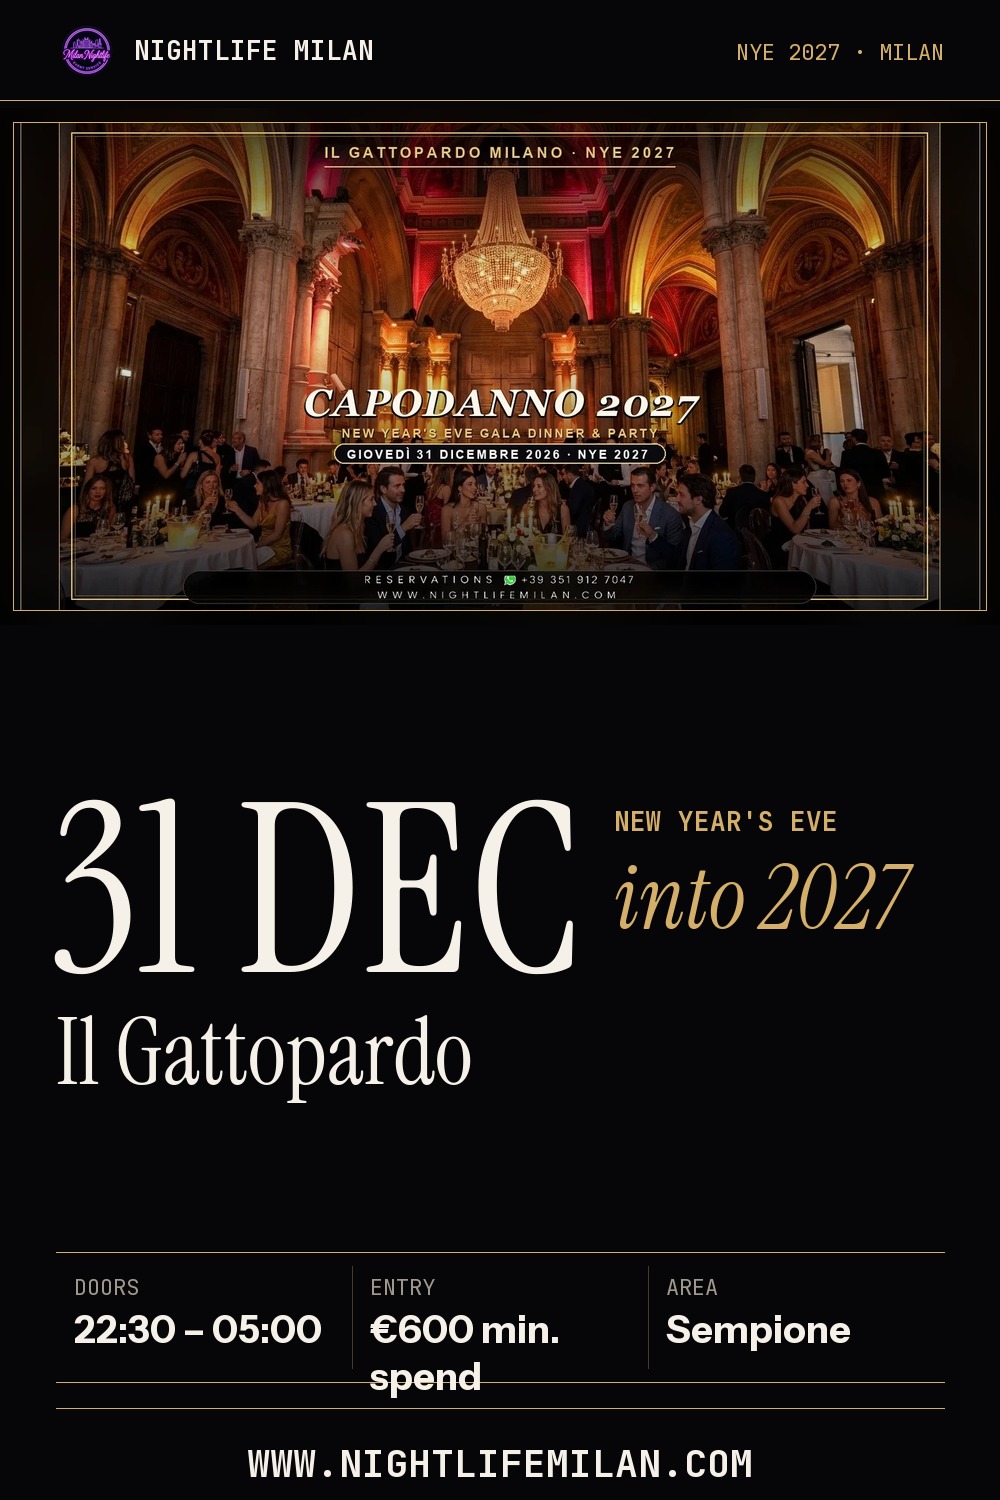 Milan Nightlife
NIGHTLIFE MILAN
NYE 2027 · MILAN
IL GATTOPARDO MILANO · NYE 2027
CAPODANNO 2027
NEW YEAR'S EVE GALA DINNER & PARTY
GIOVEDÌ 31 DICEMBRE 2026 · NYE 2027
RESERVATIONS +39 351 912 7047
WWW.NIGHTLIFEMILAN.COM
31 DEC
NEW YEAR'S EVE
into 2027
Il Gattopardo
DOORS
22:30 – 05:00
ENTRY
€600 min.
spend
AREA
Sempione
WWW.NIGHTLIFEMILAN.COM